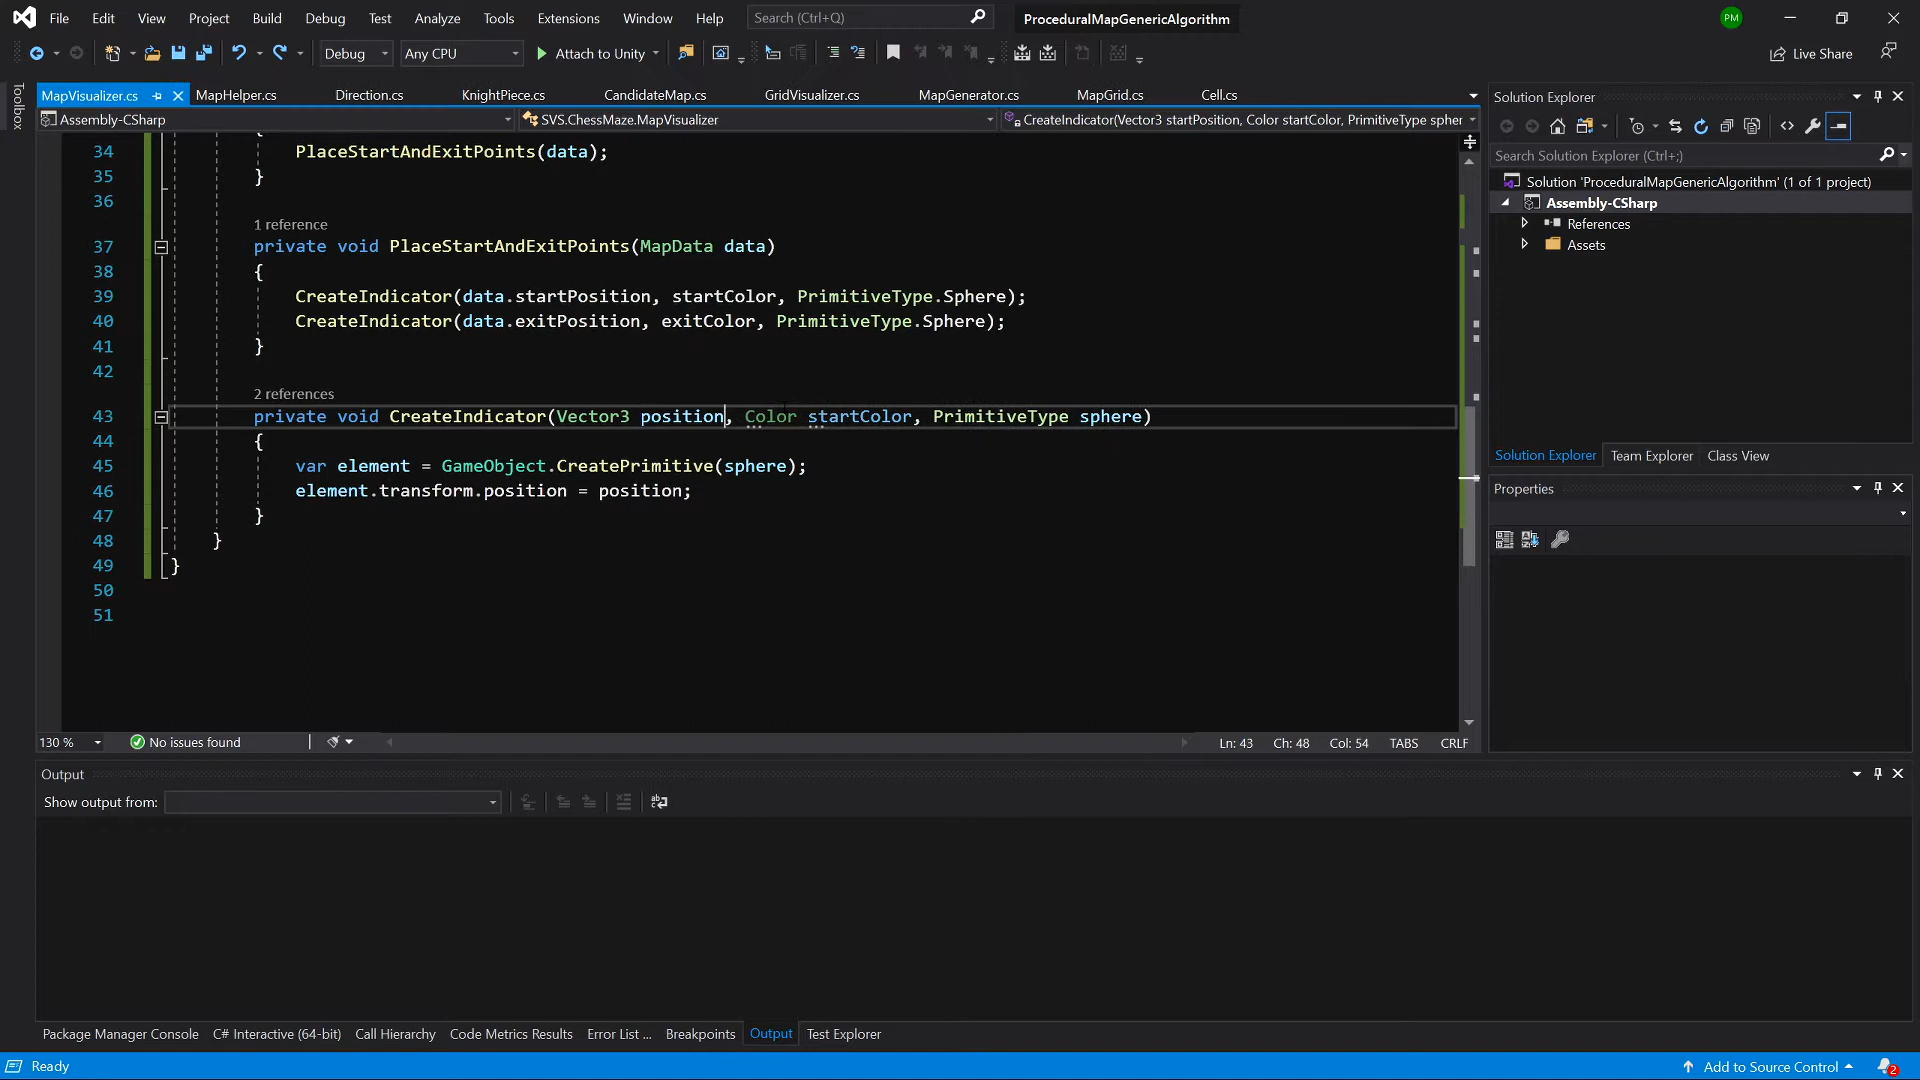 File Edit View Project Build Debug Test Analyze Tools Extensions Window Help Search (Ctrl+Q) ProceduralMapGenericAlgorithm PM
Debug Any CPU Attach to Unity Live Share
Toolbox
MapVisualizer.cs MapHelper.cs Direction.cs KnightPiece.cs CandidateMap.cs GridVisualizer.cs MapGenerator.cs MapGrid.cs Cell.cs
Assembly-CSharp SVS.ChessMaze.MapVisualizer CreateIndicator(Vector3 startPosition, Color startColor, PrimitiveType spher
{
34 PlaceStartAndExitPoints(data);
35 }
36
1 reference
37 private void PlaceStartAndExitPoints(MapData data)
38 {
39 CreateIndicator(data.startPosition, startColor, PrimitiveType.Sphere);
40 CreateIndicator(data.exitPosition, exitColor, PrimitiveType.Sphere);
41 }
42
2 references
43 private void CreateIndicator(Vector3 position, Color startColor, PrimitiveType sphere)
44 {
45 var element = GameObject.CreatePrimitive(sphere);
46 element.transform.position = position;
47 }
48 }
49 }
50
51
130 % No issues found Ln: 43 Ch: 48 Col: 54 TABS CRLF
Solution Explorer
Search Solution Explorer (Ctrl+;)
Solution 'ProceduralMapGenericAlgorithm' (1 of 1 project)
Assembly-CSharp
References
Assets
Solution Explorer Team Explorer Class View
Properties
Output
Show output from:
Package Manager Console C# Interactive (64-bit) Call Hierarchy Code Metrics Results Error List ... Breakpoints Output Test Explorer
Ready Add to Source Control 2